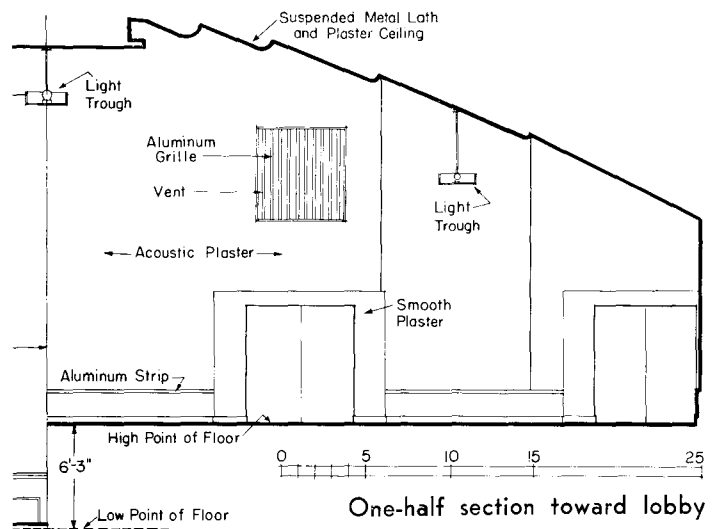 Suspended Metal Lath
and Plaster Ceiling
Light
Trough
Aluminum
Grille
Vent
Light
Trough
Acoustic Plaster
Smooth
Plaster
Aluminum Strip
High Point of Floor
6'-3"
0 5 10 15 25
Low Point of Floor
One-half section toward lobby